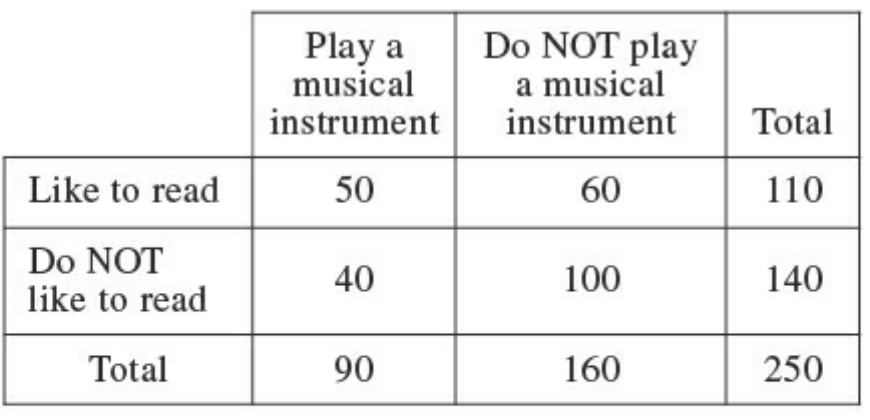 Play a
musical
instrument
Do NOT play
a musical
instrument
Total
Like to read
50
60
110
Do NOT
like to read
40
100
140
Total
90
160
250